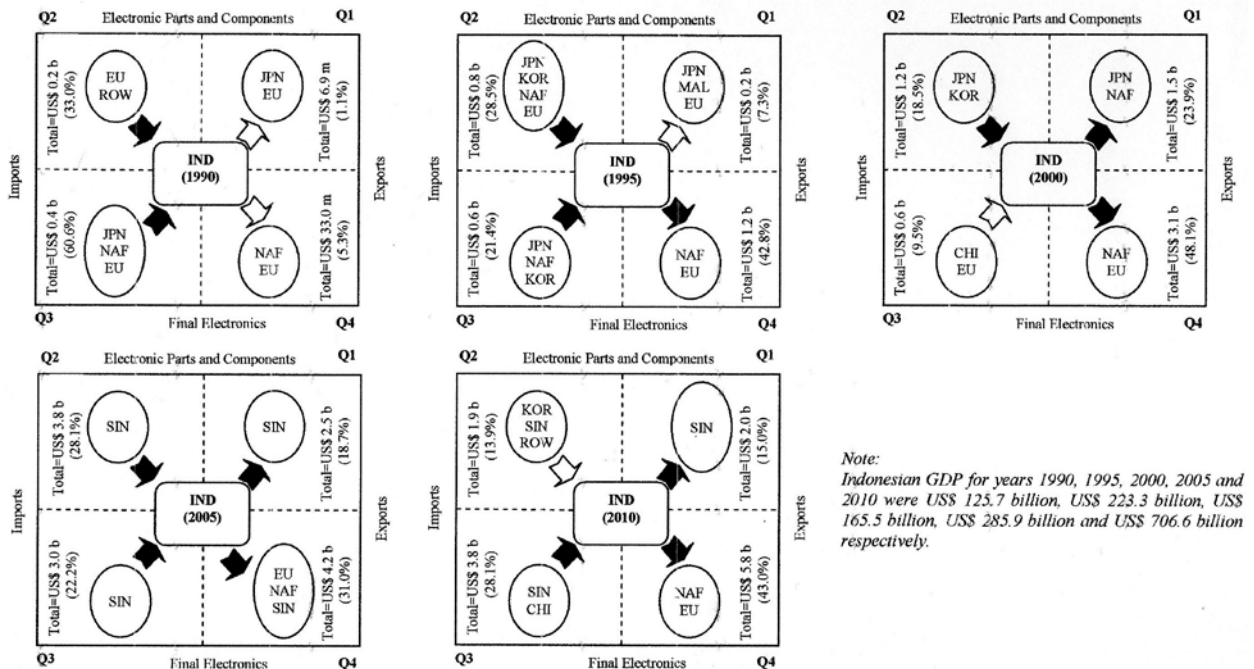 Q2 Electronic Parts and Components Q1
Imports
Total=US$ 0.2 b
(33.0%)
EU
ROW
JPN
EU
Total=US$ 6.9 m
(1.1%)
IND
(1990)
Total=US$ 0.4 b
(60.6%)
JPN
NAF
EU
NAF
EU
Total=US$ 33.0 m
(5.3%)
Exports
Q3 Final Electronics Q4
Q2 Electronic Parts and Components Q1
Imports
Total=US$ 0.8 b
(28.5%)
JPN
KOR
NAF
EU
JPN
MAL
EU
Total=US$ 0.2 b
(7.3%)
IND
(1995)
Total=US$ 0.6 b
(21.4%)
JPN
NAF
KOR
NAF
EU
Total=US$ 1.2 b
(42.8%)
Exports
Q3 Final Electronics Q4
Q2 Electronic Parts and Components Q1
Imports
Total=US$ 1.2 b
(18.5%)
JPN
KOR
JPN
NAF
Total=US$ 1.5 b
(23.9%)
IND
(2000)
Total=US$ 0.6 b
(9.5%)
CHI
EU
NAF
EU
Total=US$ 3.1 b
(48.1%)
Exports
Q3 Final Electronics Q4
Q2 Electronic Parts and Components Q1
Imports
Total=US$ 3.8 b
(28.1%)
SIN
SIN
Total=US$ 2.5 b
(18.7%)
IND
(2005)
Total=US$ 3.0 b
(22.2%)
SIN
EU
NAF
SIN
Total=US$ 4.2 b
(31.0%)
Exports
Q3 Final Electronics Q4
Q2 Electronic Parts and Components Q1
Imports
Total=US$ 1.9 b
(13.9%)
KOR
SIN
ROW
SIN
Total=US$ 2.0 b
(15.0%)
IND
(2010)
Total=US$ 3.8 b
(28.1%)
SIN
CHI
NAF
EU
Total=US$ 5.8 b
(43.0%)
Exports
Q3 Final Electronics Q4
Note:
Indonesian GDP for years 1990, 1995, 2000, 2005 and
2010 were US$ 125.7 billion, US$ 223.3 billion, US$
165.5 billion, US$ 285.9 billion and US$ 706.6 billion
respectively.